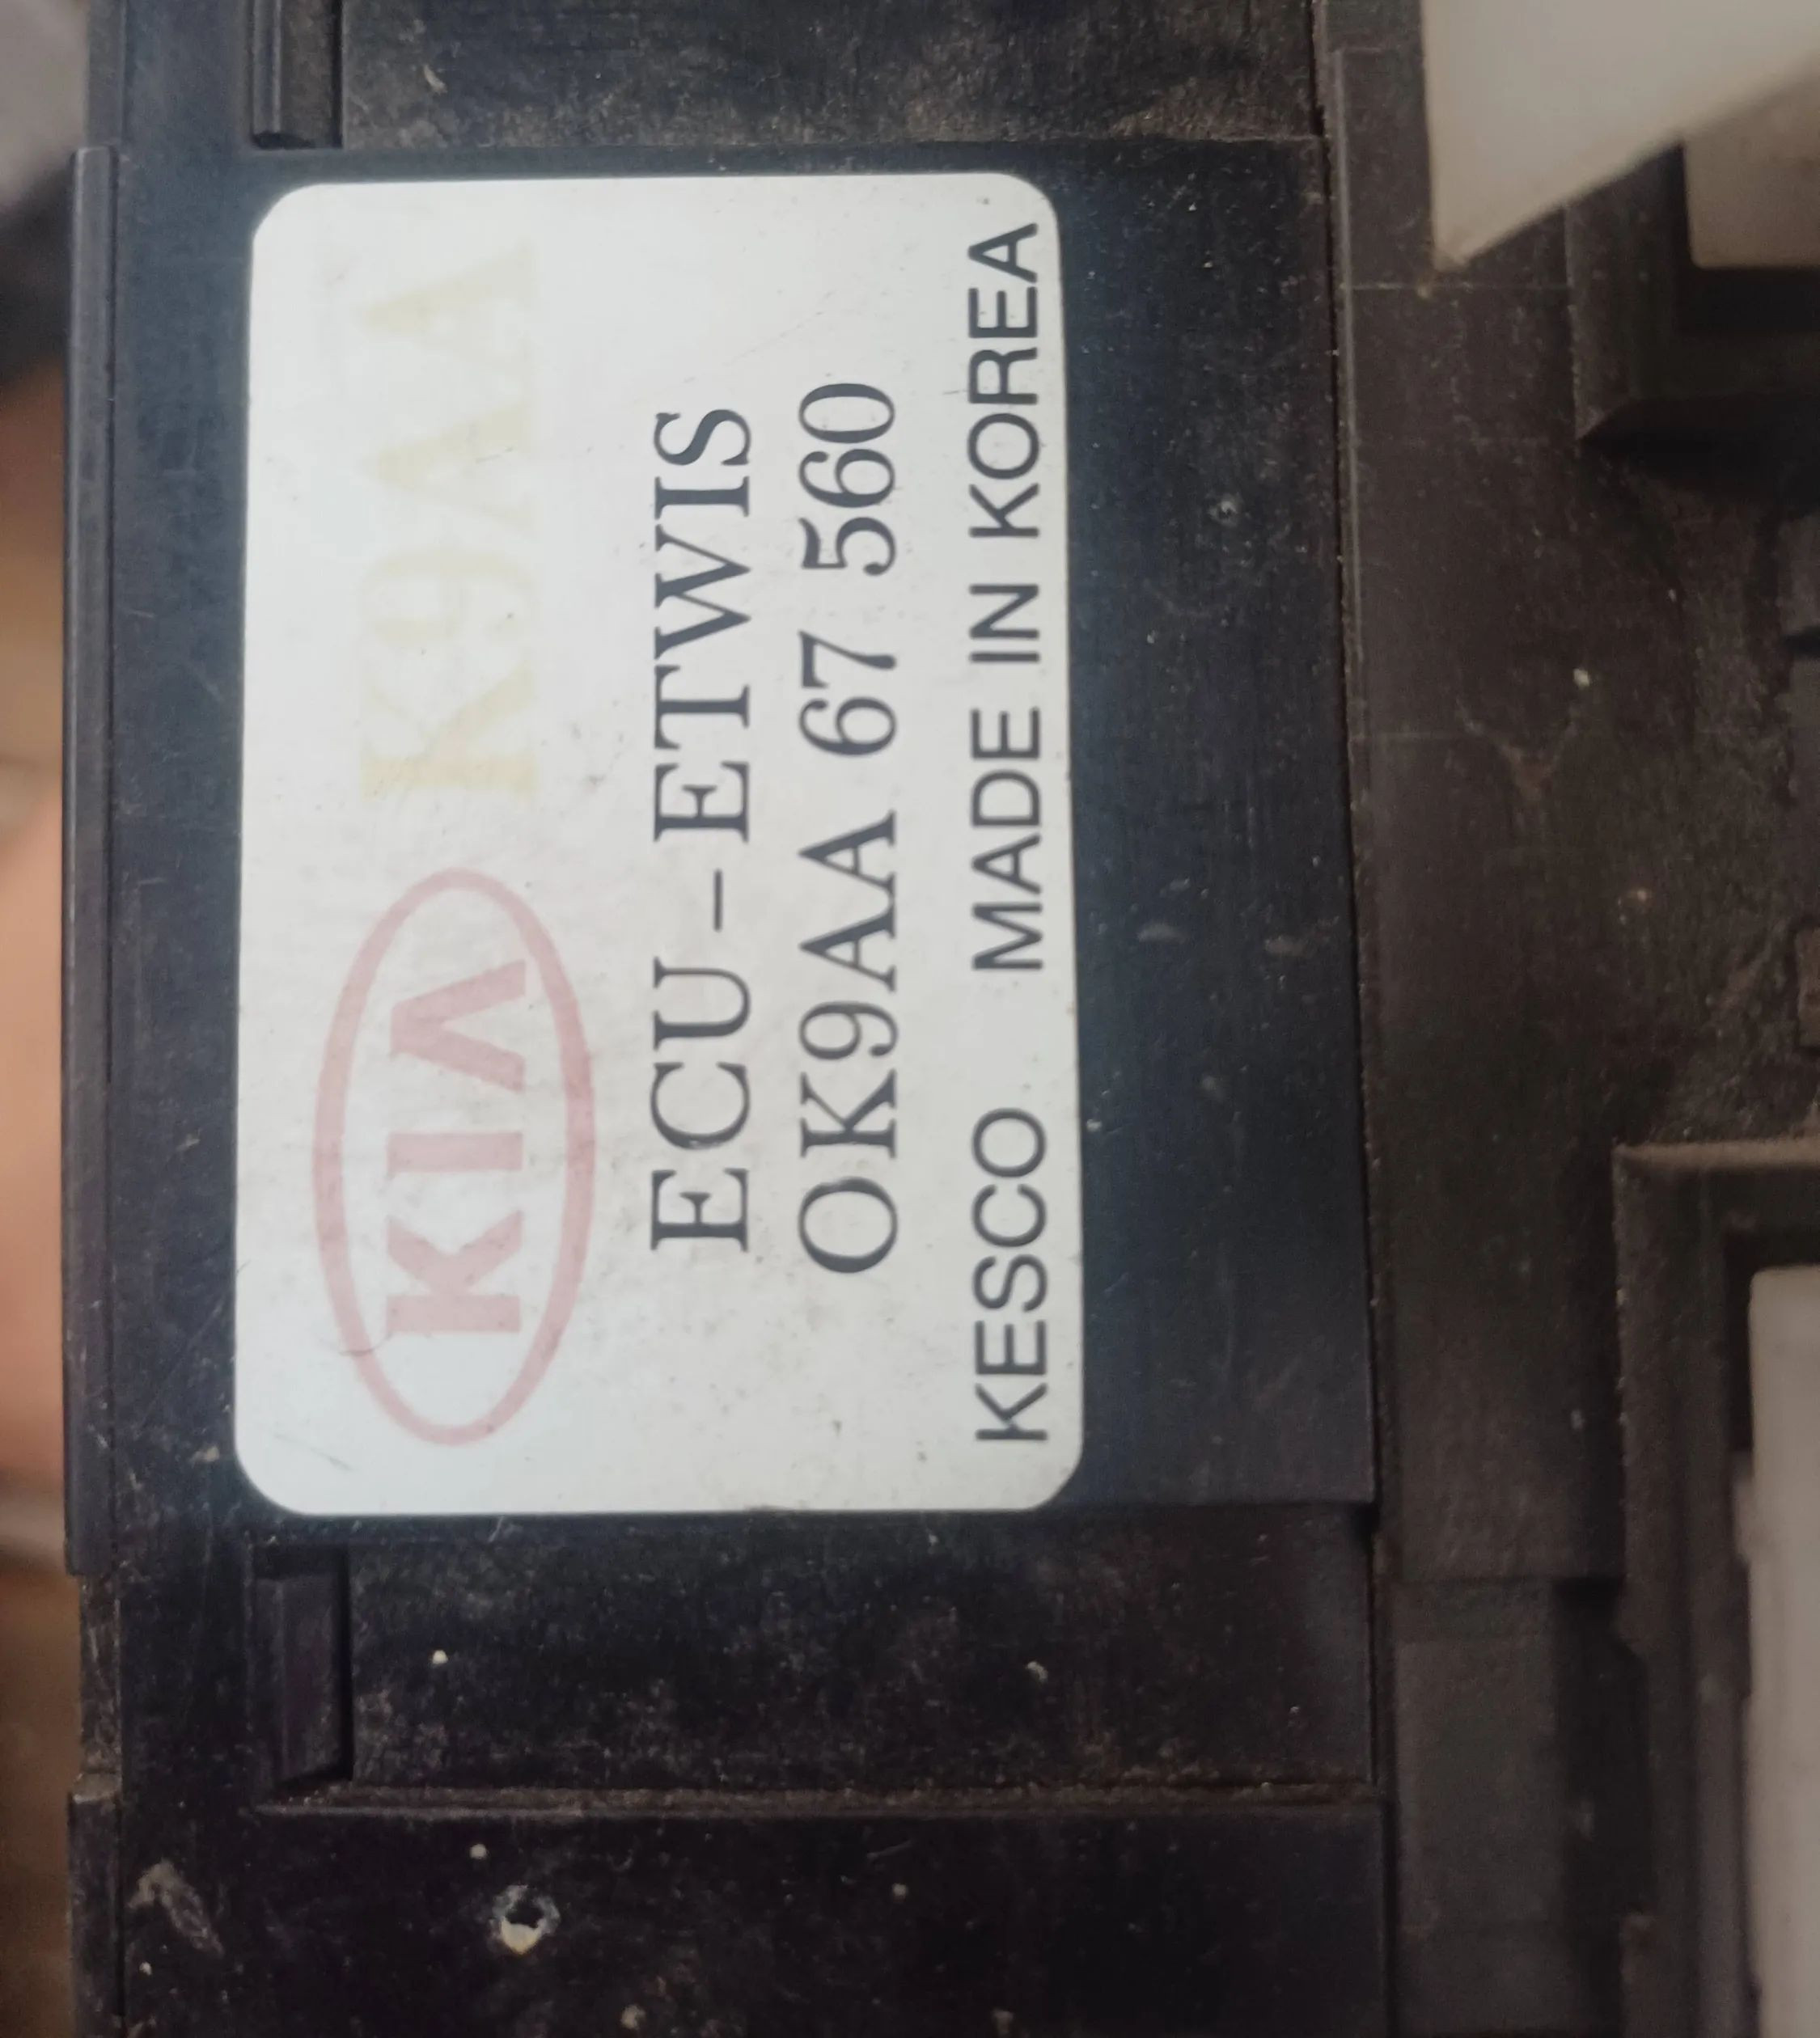 KIA K9AA
ECU-ETWIS
OK9AA 67 560
KESCO MADE IN KOREA